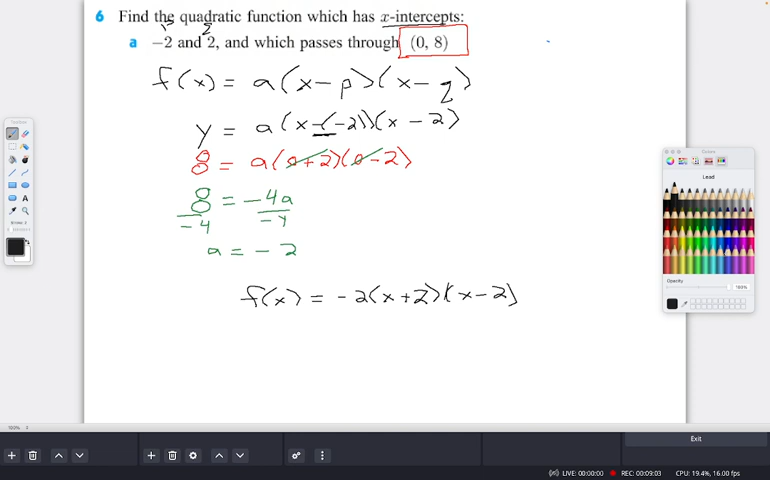 6 Find the quadratic function which has x-intercepts:
p q
a −2 and 2, and which passes through (0, 8)
f(x) = a(x-p)(x-q)
y = a(x-(-2))(x-2)
8 = a(0+2)(0-2)
8 = -4a
-4 -4
a = -2
f(x) = -2(x+2)(x-2)
Colors
Lead
Opacity
100%
100%
Exit
LIVE: 00:00:00 REC: 00:09:03 CPU: 19.4%, 16.00 fps